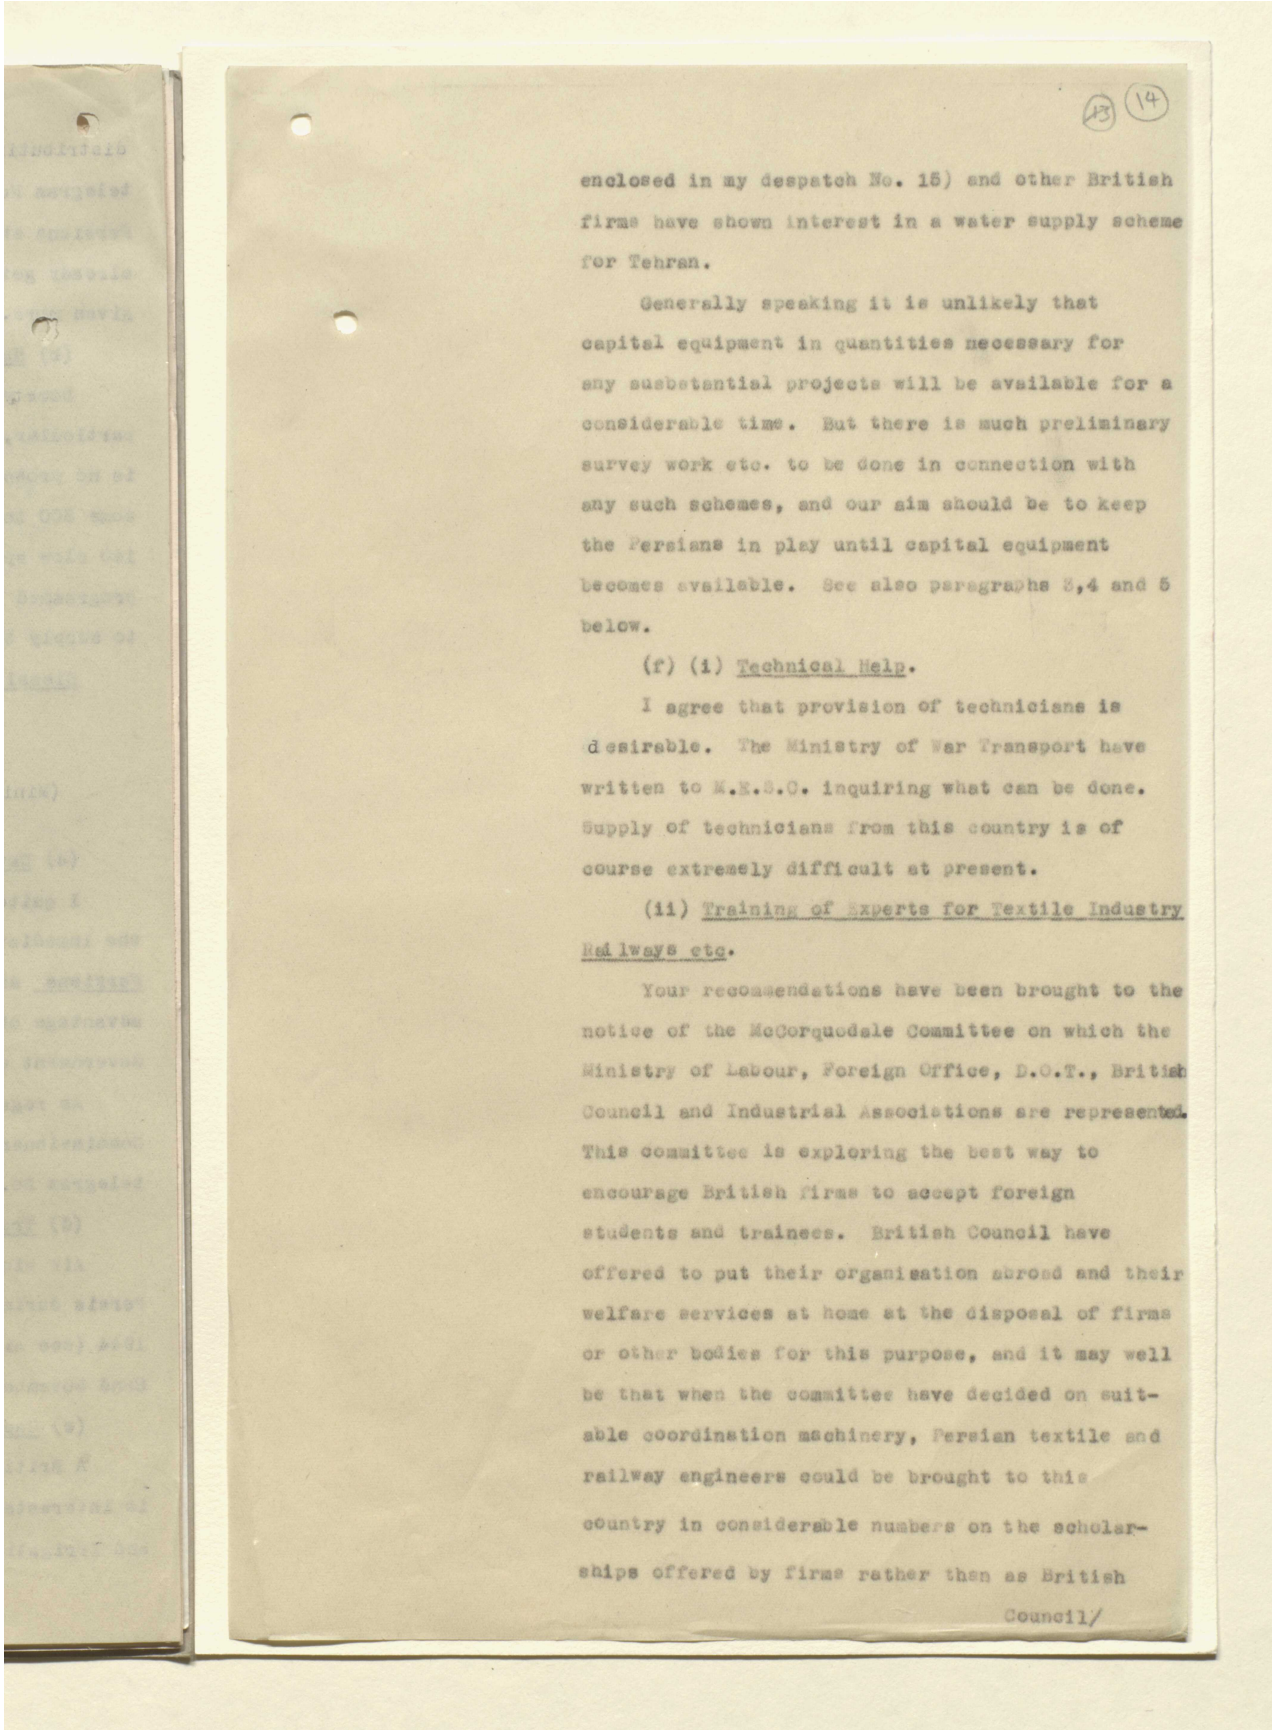 13 14
enclosed in my despatch No. 15) and other British
firms have shown interest in a water supply scheme
for Tehran.
Generally speaking it is unlikely that
capital equipment in quantities necessary for
any susbstantial projects will be available for a
considerable time. But there is much preliminary
survey work etc. to be done in connection with
any such schemes, and our aim should be to keep
the Persians in play until capital equipment
becomes available. See also paragraphs 3,4 and 5
below.
(f) (i) Technical Help.
I agree that provision of technicians is
desirable. The Ministry of War Transport have
written to M.E.S.C. inquiring what can be done.
Supply of technicians from this country is of
course extremely difficult at present.
(ii) Training of Experts for Textile Industry
Railways etc.
Your recommendations have been brought to the
notice of the McCorquodale Committee on which the
Ministry of Labour, Foreign Office, D.O.T., British
Council and Industrial Associations are represented.
This committee is exploring the best way to
encourage British firms to accept foreign
students and trainees. British Council have
offered to put their organisation abroad and their
welfare services at home at the disposal of firms
or other bodies for this purpose, and it may well
be that when the committee have decided on suit-
able coordination machinery, Persian textile and
railway engineers could be brought to this
country in considerable numbers on the scholar-
ships offered by firms rather than as British
Council/